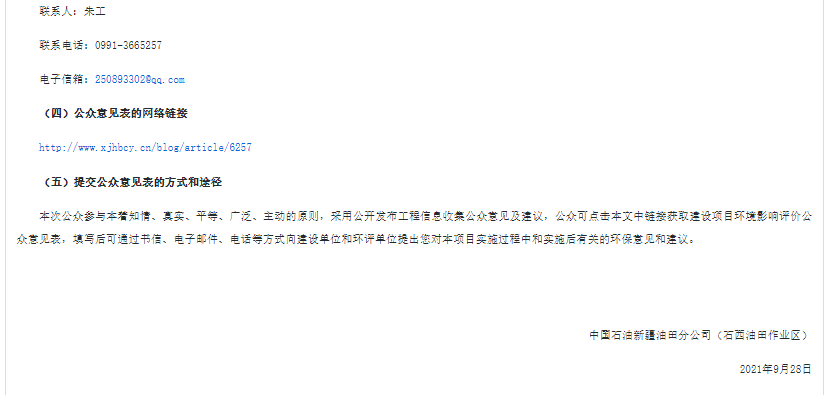 联系人：朱工
联系电话：0991-3665257
电子信箱：250893302@qq.com
（四）公众意见表的网络链接
http://www.xjhbcy.cn/blog/article/6257
（五）提交公众意见表的方式和途径
本次公众参与本着知情、真实、平等、广泛、主动的原则，采用公开发布工程信息收集公众意见及建议，公众可点击本文中链接获取建设项目环境影响评价公
众意见表，填写后可通过书信、电子邮件、电话等方式向建设单位和环评单位提出您对本项目实施过程中和实施后有关的环保意见和建议。
中国石油新疆油田分公司（石西油田作业区）
2021年9月28日